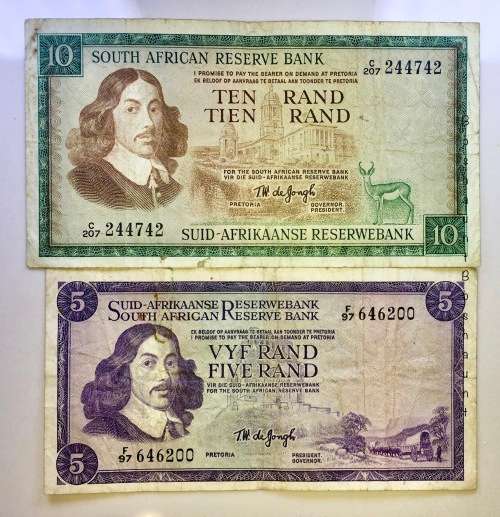 10 SOUTH AFRICAN RESERVE BANK C/207 244742
I PROMISE TO PAY THE BEARER ON DEMAND AT PRETORIA
EK BELOOF OP AANVRAAG TE BETAAL AAN TOONDER TE PRETORIA
TEN RAND
TIEN RAND
FOR THE SOUTH AFRICAN RESERVE BANK
VIR DIE SUID-AFRIKAANSE RESERWEBANK
T.W. de Jongh
PRETORIA GOVERNOR.
PRESIDENT.
C/207 244742
SUID-AFRIKAANSE RESERWEBANK 10
5 SUID-AFRIKAANSE RESERWEBANK 5
SOUTH AFRICAN RESERVE BANK
F/97 646200
EK BELOOF OP AANVRAAG TE BETAAL AAN TOONDER TE PRETORIA
I PROMISE TO PAY THE BEARER ON DEMAND AT PRETORIA
VYF RAND
FIVE RAND
VIR DIE SUID-AFRIKAANSE RESERWEBANK
FOR THE SOUTH AFRICAN RESERVE BANK
T.W. de Jongh
5 F/97 646200 PRETORIA PRESIDENT.
GOVERNOR.